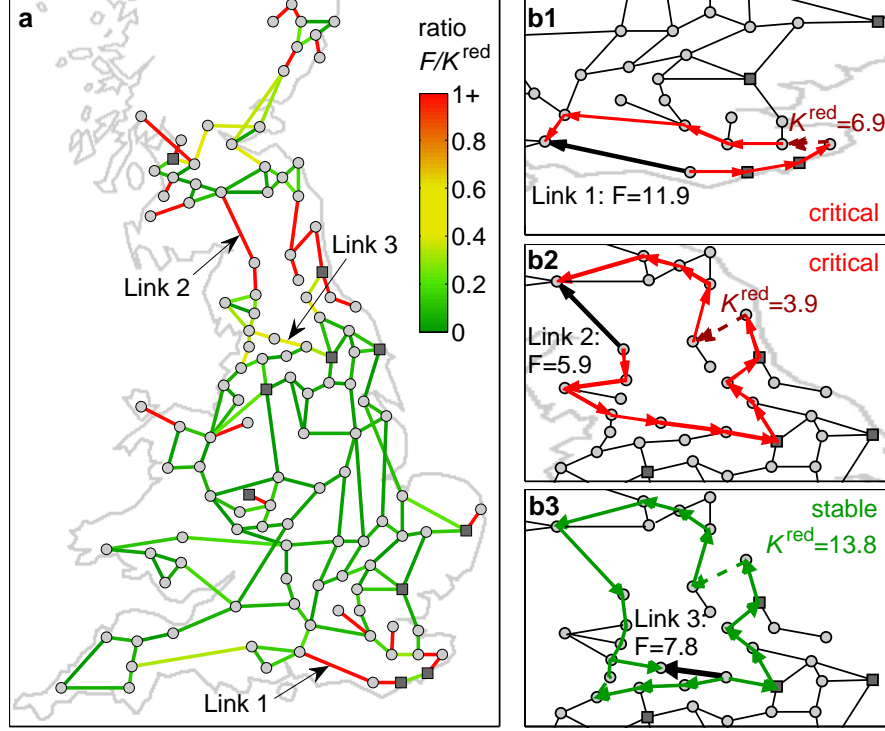 a
ratio
F/K^red
1+
0.8
0.6
0.4
0.2
0
Link 3
Link 2
Link 1
b1
K^red=6.9
Link 1: F=11.9
critical
b2
critical
K^red=3.9
Link 2:
F=5.9
b3
stable
K^red=13.8
Link 3:
F=7.8